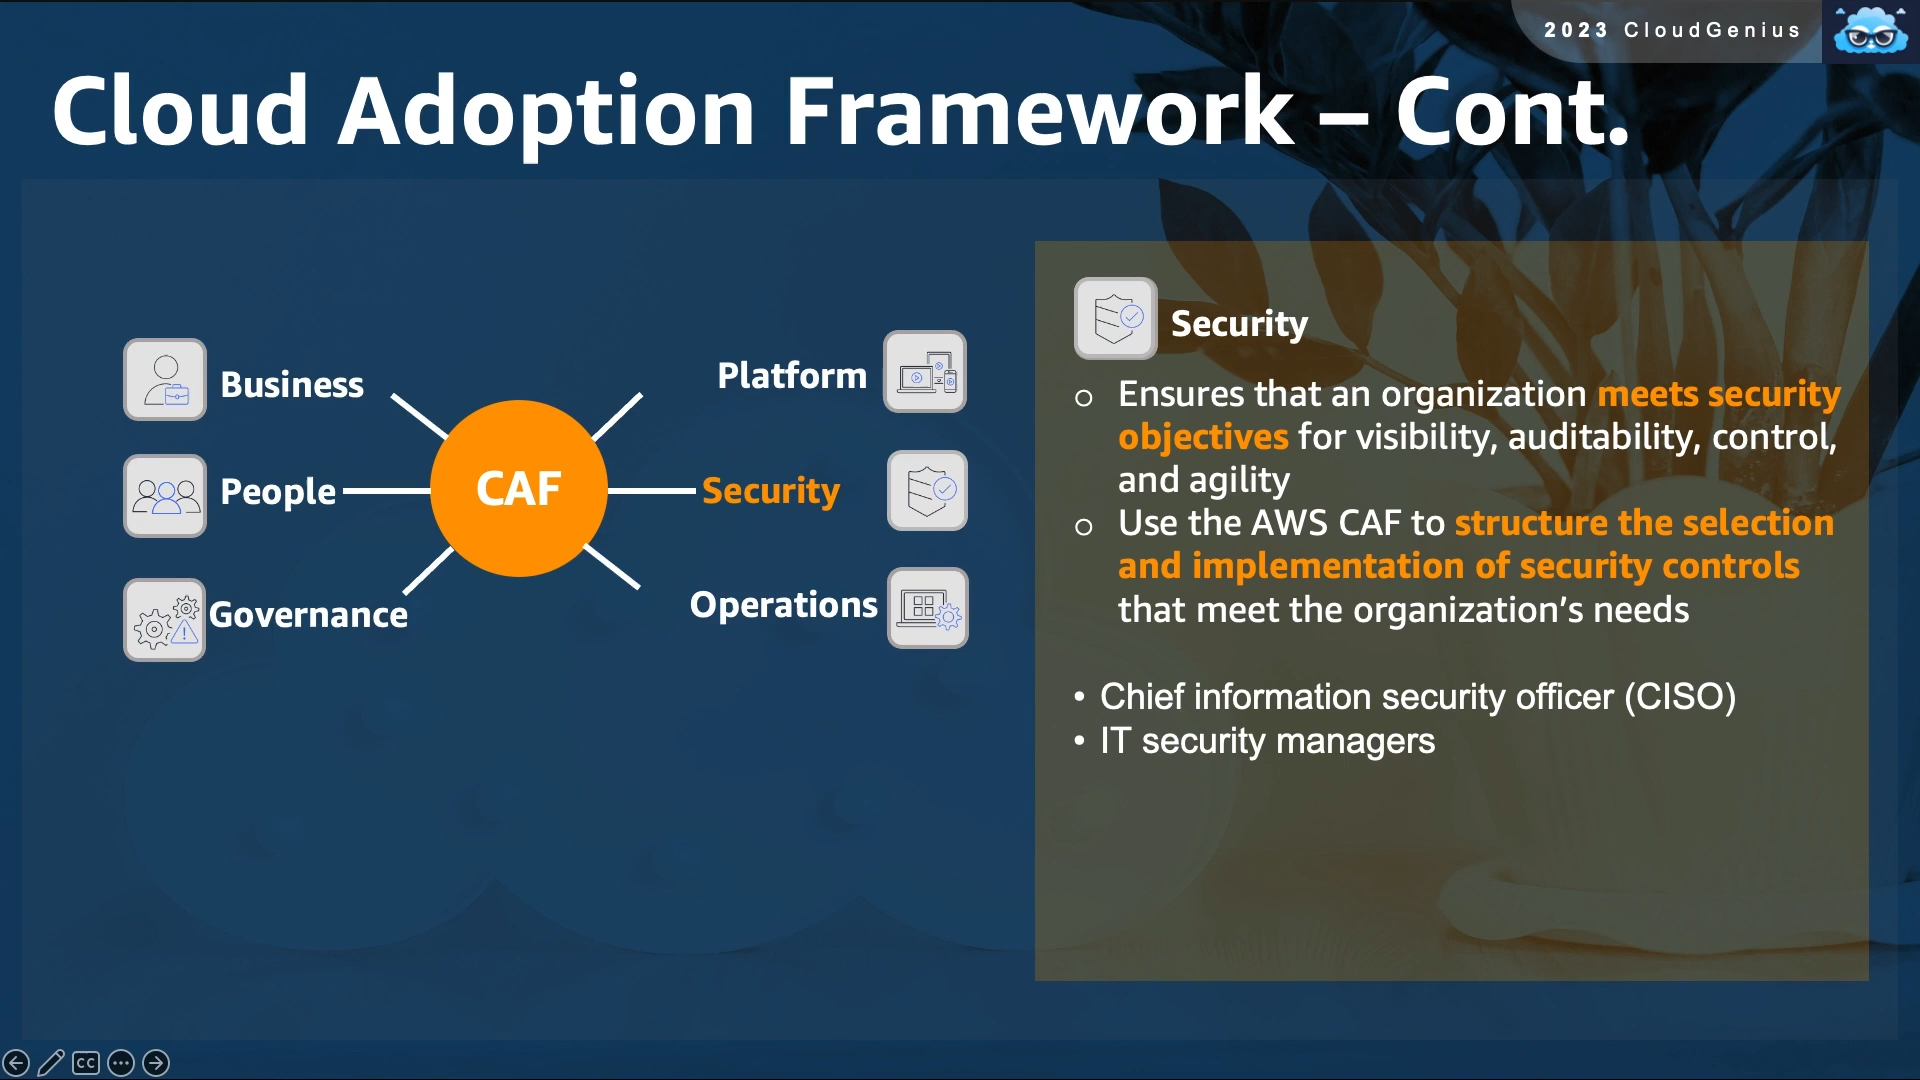 2023 CloudGenius
Cloud Adoption Framework – Cont.
Business
People
Governance
CAF
Platform
Security
Operations
Security
Ensures that an organization meets security
objectives for visibility, auditability, control,
and agility
Use the AWS CAF to structure the selection
and implementation of security controls
that meet the organization’s needs
• Chief information security officer (CISO)
• IT security managers
CC